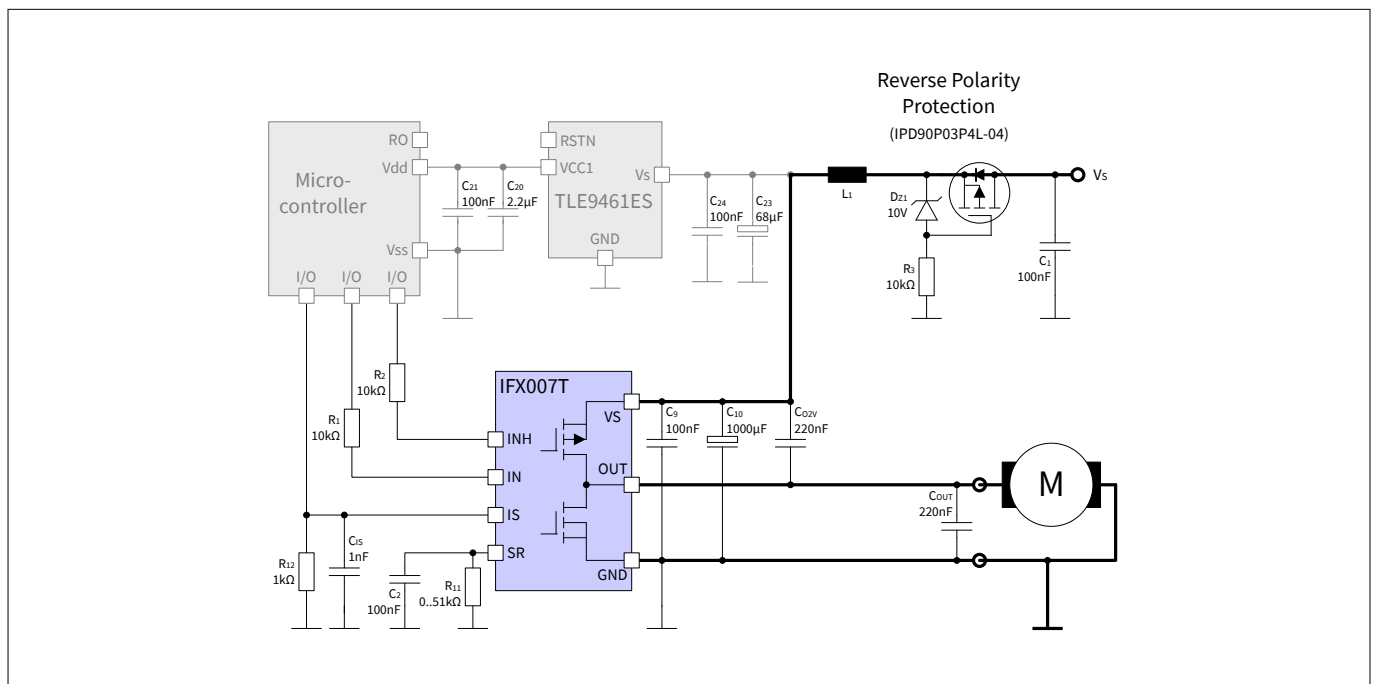 Reverse Polarity
Protection
(IPD90P03P4L-04)
RO
Vdd
Micro-
controller
Vss
I/O
I/O
I/O
C21
100nF
C20
2.2µF
RSTN
VCC1
Vs
TLE9461ES
GND
C24
100nF
C23
68µF
L1
DZ1
10V
R3
10kΩ
C1
100nF
VS
R2
10kΩ
R1
10kΩ
IFX007T
VS
INH
OUT
IN
IS
SR
GND
C9
100nF
C10
1000µF
CO2V
220nF
COUT
220nF
M
R12
1kΩ
CIS
1nF
C2
100nF
R11
0..51kΩ